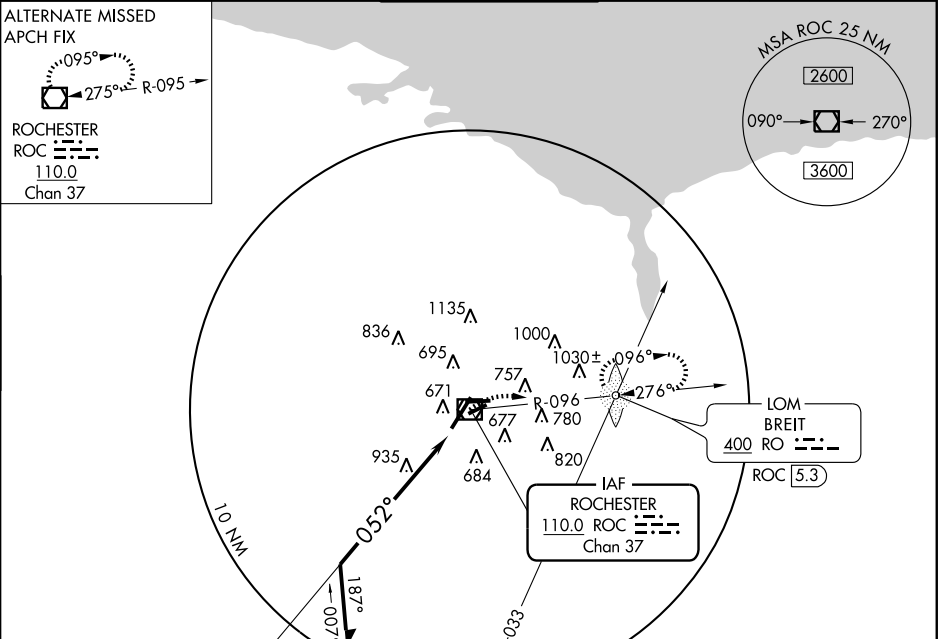 ALTERNATE MISSED
APCH FIX
095°
275°
R-095
ROCHESTER
ROC
110.0
Chan 37
MSA ROC 25 NM
2600
090°
270°
3600
1135
836
1000
695
1030±
096°
757
671
R-096
276°
780
677
935
684
820
LOM
BREIT
400 RO
ROC 5.3
IAF
ROCHESTER
110.0 ROC
Chan 37
052°
10 NM
187°
007°
-033